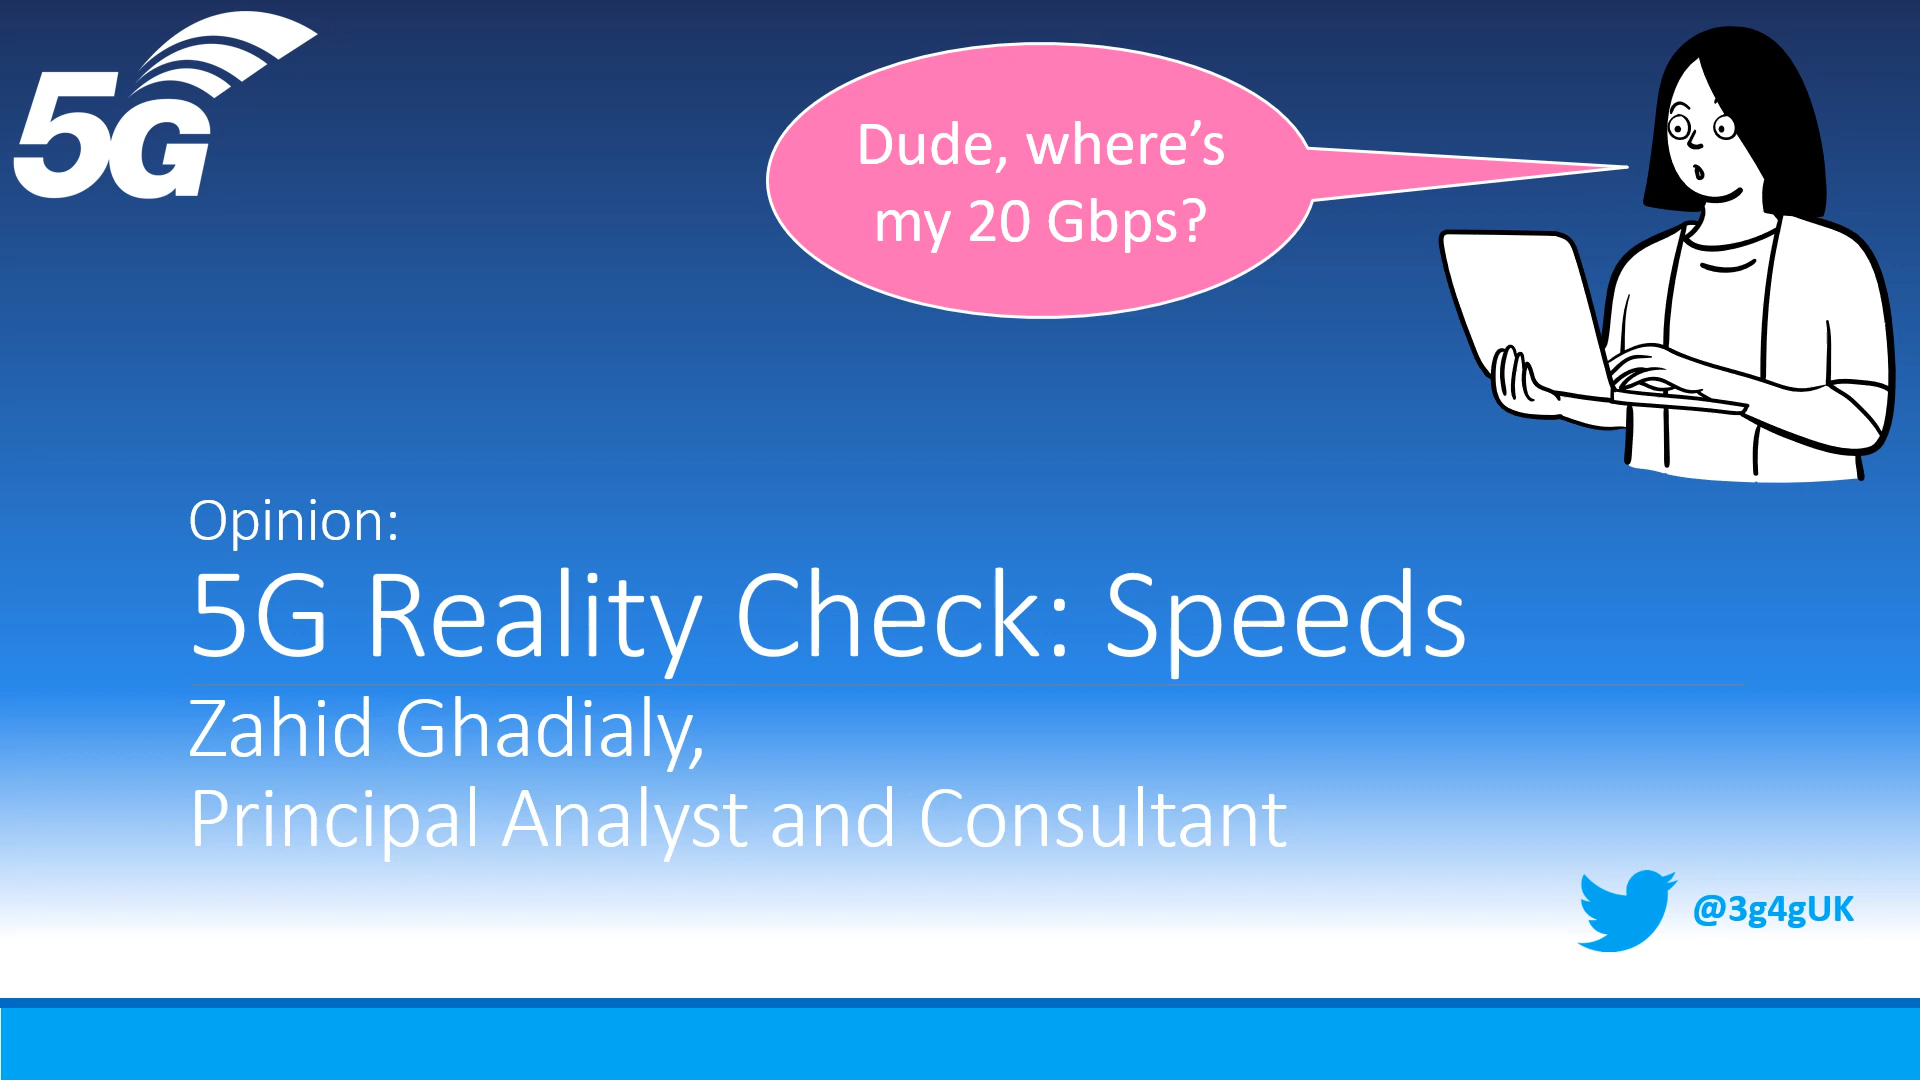 5G
Dude, where’s
my 20 Gbps?
Opinion:
5G Reality Check: Speeds
Zahid Ghadialy,
Principal Analyst and Consultant
@3g4gUK